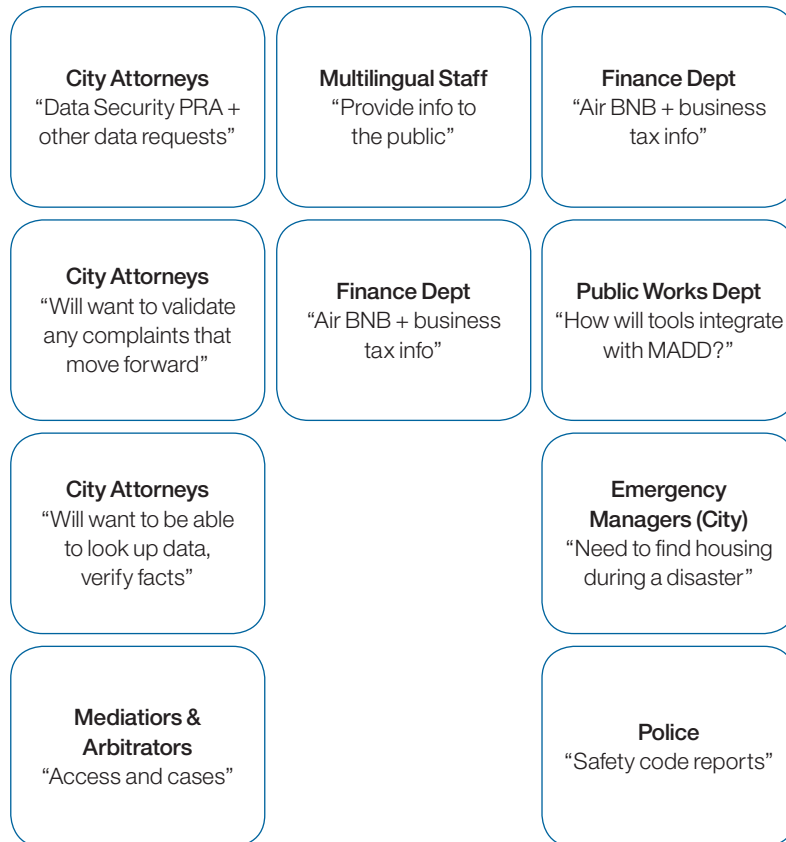 City Attorneys
“Data Security PRA +
other data requests”
Multilingual Staff
“Provide info to
the public”
Finance Dept
“Air BNB + business
tax info”
City Attorneys
“Will want to validate
any complaints that
move forward”
Finance Dept
“Air BNB + business
tax info”
Public Works Dept
“How will tools integrate
with MADD?”
City Attorneys
“Will want to be able
to look up data,
verify facts”
Emergency
Managers (City)
“Need to find housing
during a disaster”
Mediatiors &
Arbitrators
“Access and cases”
Police
“Safety code reports”